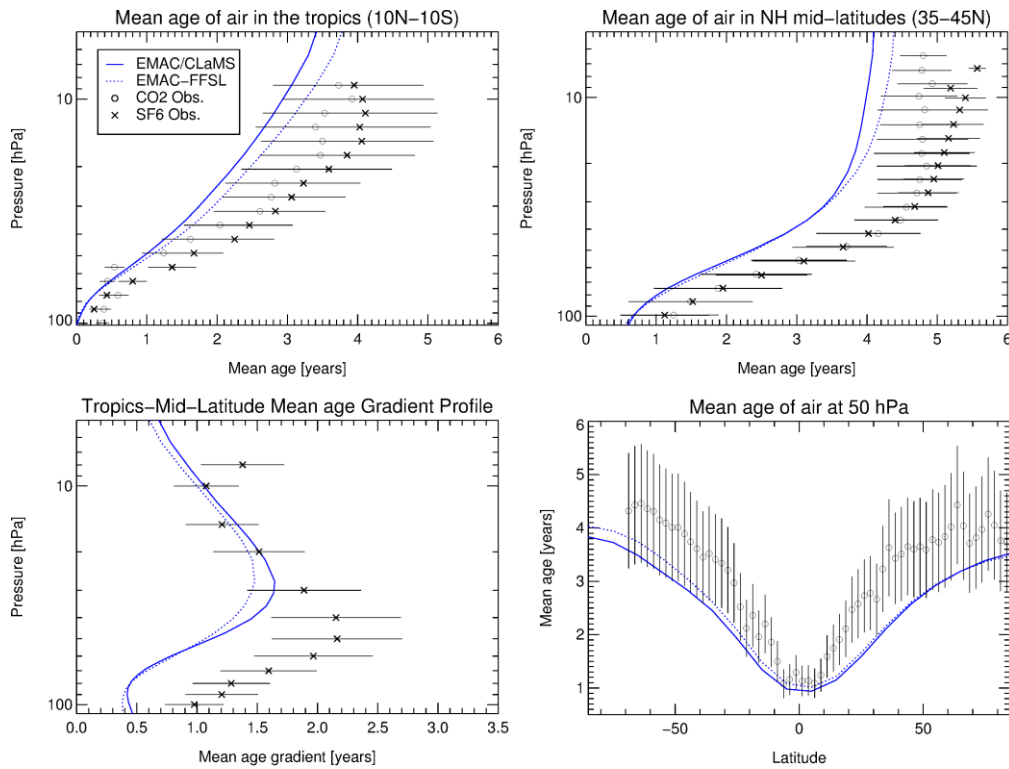 Mean age of air in the tropics (10N−10S)
EMAC/CLaMS
EMAC−FFSL
CO2 Obs.
SF6 Obs.
Pressure [hPa]
10
100
0 1 2 3 4 5 6
Mean age [years]
Mean age of air in NH mid−latitudes (35−45N)
Pressure [hPa]
10
100
0 1 2 3 4 5 6
Mean age [years]
Tropics−Mid−Latitude Mean age Gradient Profile
Pressure [hPa]
10
100
0.0 0.5 1.0 1.5 2.0 2.5 3.0 3.5
Mean age gradient [years]
Mean age of air at 50 hPa
Mean age [years]
6
5
4
3
2
1
−50 0 50
Latitude